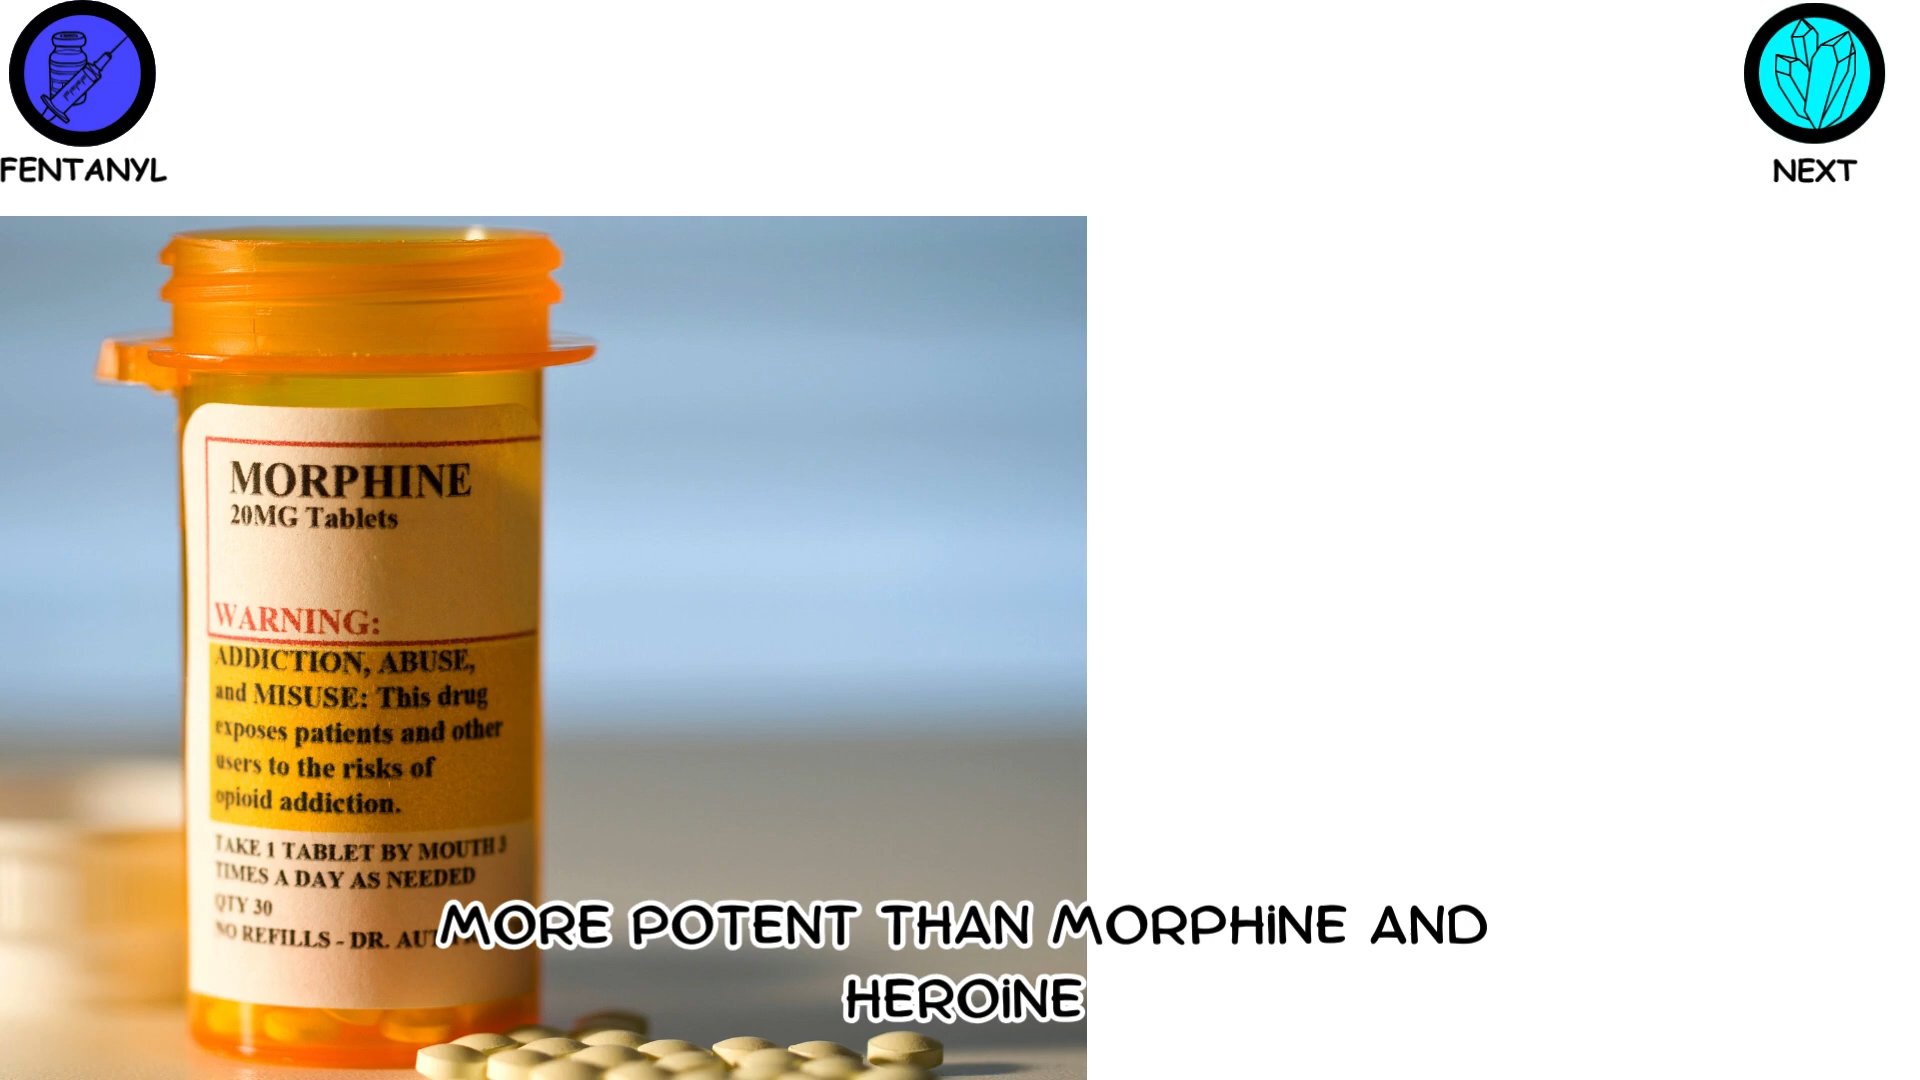 FENTANYL
NEXT
MORPHINE
20MG Tablets
WARNING:
ADDICTION, ABUSE,
and MISUSE: This drug
exposes patients and other
users to the risks of
opioid addiction.
TAKE 1 TABLET BY MOUTH 3
TIMES A DAY AS NEEDED
QTY 30
NO REFILLS - DR.
MORE POTENT THAN MORPHINE AND
HEROINE